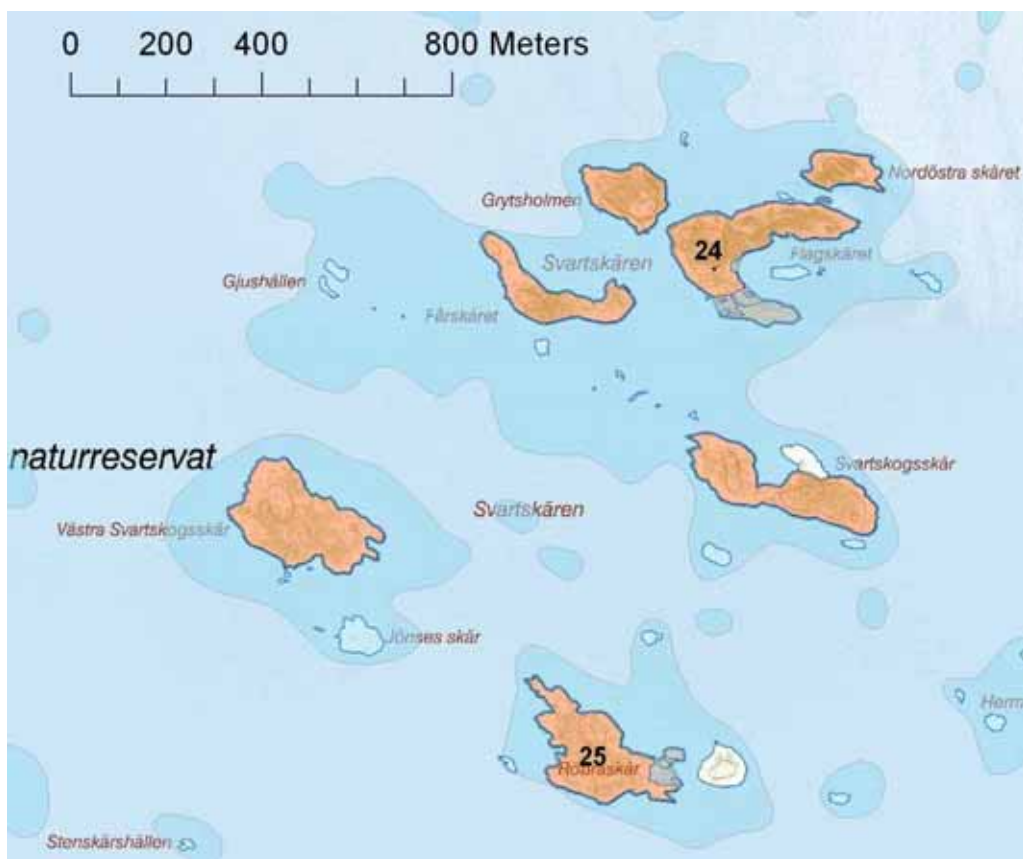 0 200 400 800 Meters
Nordöstra skäret
Grytsholmen
24
Flagskäret
Svartskären
Gjushällen
Fårskäret
naturreservat
Svartskogsskär
Svartskären
Västra Svartskogsskär
Jönses skär
Herm
25
Stenskärshällen